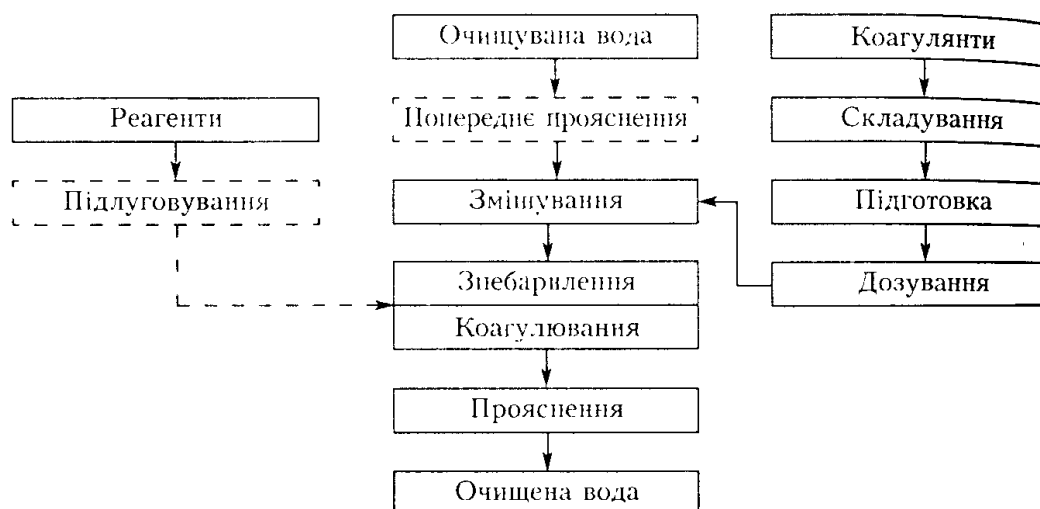 Очищувана вода
Коагулянти
Реагенти
Попереднє прояснення
Складування
Підлуговування
Змішування
Підготовка
Знебарвлення
Дозування
Коагулювання
Прояснення
Очищена вода